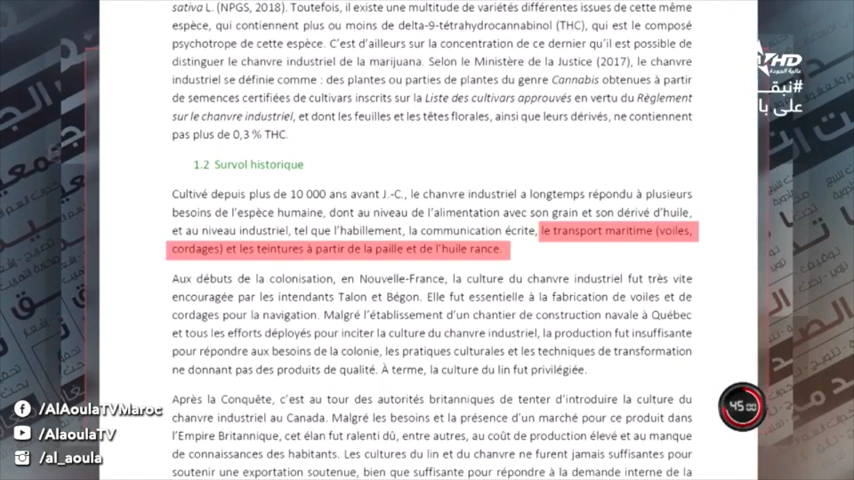 sativa L. (NPGS, 2018). Toutefois, il existe une multitude de variétés différentes issues de cette même
espèce, qui contiennent plus ou moins de delta-9-tétrahydrocannabinol (THC), qui est le composé
psychotrope de cette espèce. C'est d'ailleurs sur la concentration de ce dernier qu'il est possible de
distinguer le chanvre industriel de la marijuana. Selon le Ministère de la Justice (2017), le chanvre
industriel se définie comme : des plantes ou parties de plantes du genre Cannabis obtenues à partir
de semences certifiées de cultivars inscrits sur la Liste des cultivars approuvés en vertu du Règlement
sur le chanvre industriel, et dont les feuilles et les têtes florales, ainsi que leurs dérivés, ne contiennent
pas plus de 0,3 % THC.
1.2 Survol historique
Cultivé depuis plus de 10 000 ans avant J.-C., le chanvre industriel a longtemps répondu à plusieurs
besoins de l'espèce humaine, dont au niveau de l'alimentation avec son grain et son dérivé d'huile,
et au niveau industriel, tel que l'habillement, la communication écrite, le transport maritime (voiles,
cordages) et les teintures à partir de la paille et de l'huile rance.
Aux débuts de la colonisation, en Nouvelle-France, la culture du chanvre industriel fut très vite
encouragée par les intendants Talon et Bégon. Elle fut essentielle à la fabrication de voiles et de
cordages pour la navigation. Malgré l'établissement d'un chantier de construction navale à Québec
et tous les efforts déployés pour inciter la culture du chanvre industriel, la production fut insuffisante
pour répondre aux besoins de la colonie, les pratiques culturales et les techniques de transformation
ne donnant pas des produits de qualité. À terme, la culture du lin fut privilégiée.
Après la Conquête, c'est au tour des autorités britanniques de tenter d'introduire la culture du
chanvre industriel au Canada. Malgré les besoins et la présence d'un marché pour ce produit dans
l'Empire Britannique, cet élan fut ralenti dû, entre autres, au coût de production élevé et au manque
de connaissances des habitants. Les cultures du lin et du chanvre ne furent jamais suffisantes pour
soutenir une exportation soutenue, bien que suffisante pour répondre à la demande interne de la
HD
عالية الجودة
#نبقـ
على با
/AlAoulaTVMaroc
/AlaoulaTV
/al_aoula
45:00